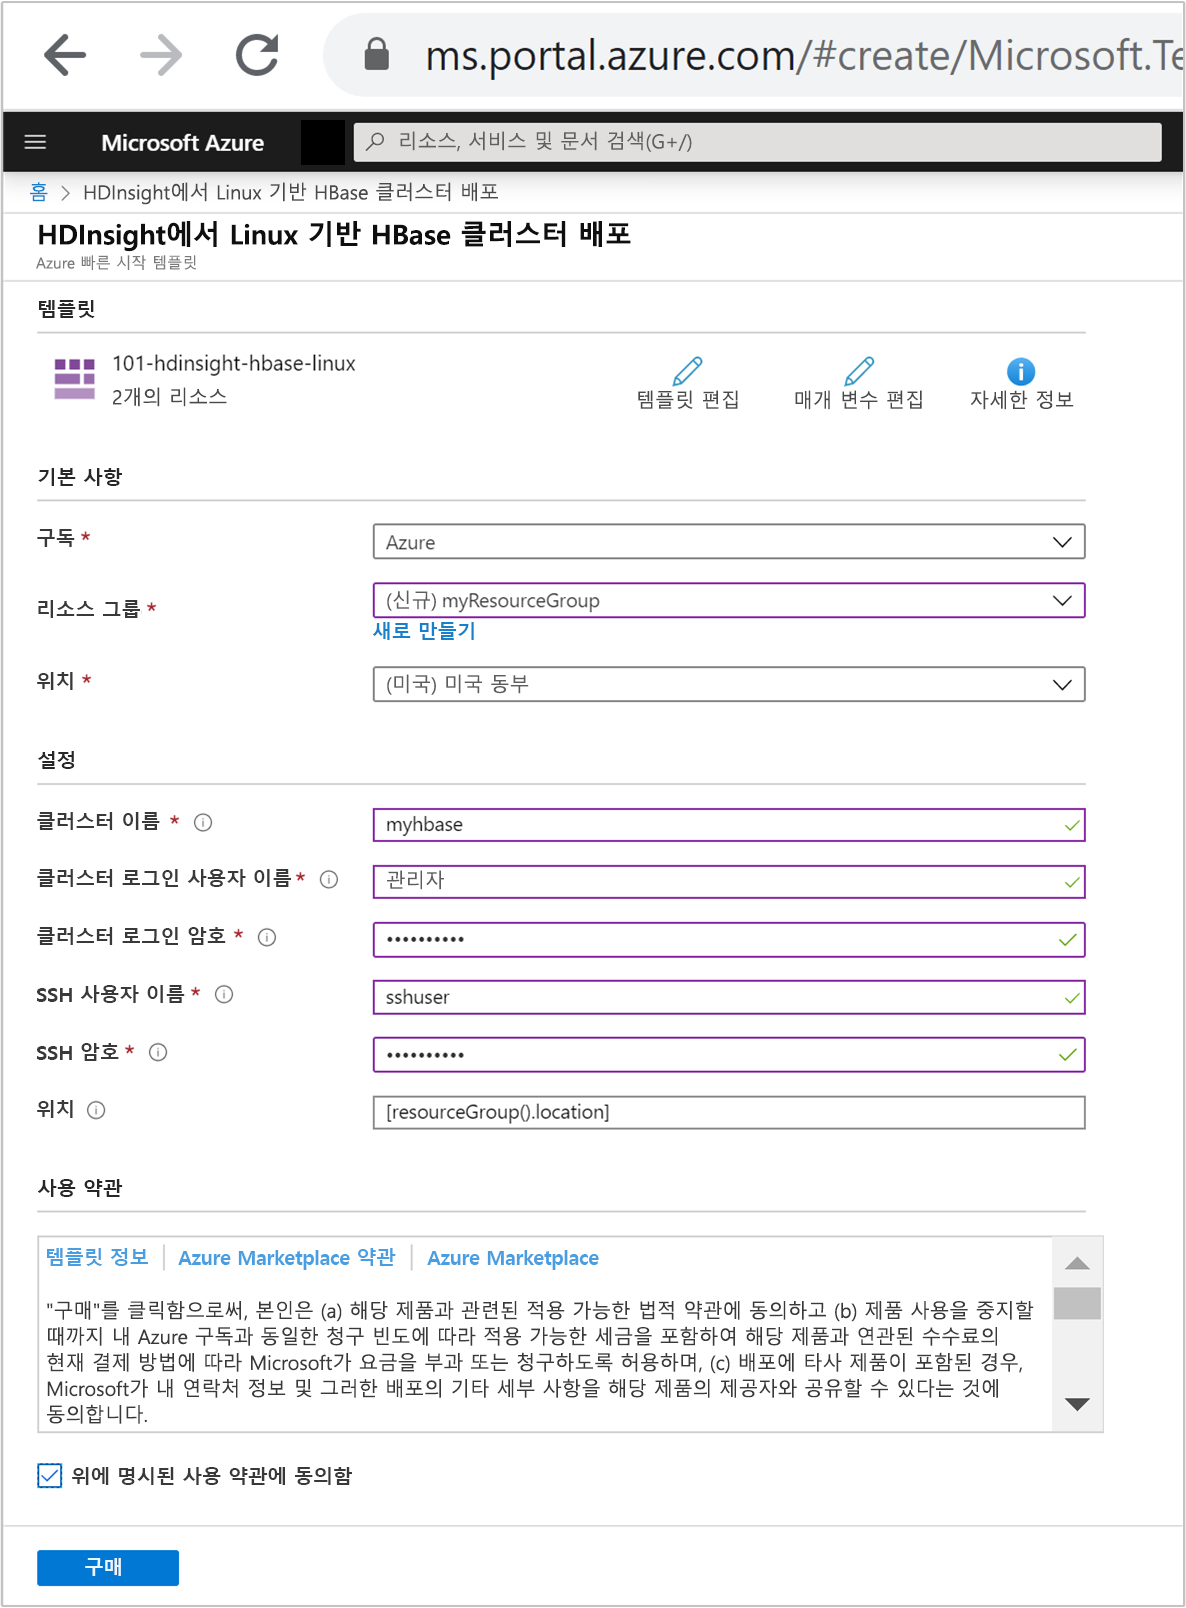 ms.portal.azure.com/#create/Microsoft.Te
Microsoft Azure
리소스, 서비스 및 문서 검색(G+/)
홈 > HDInsight에서 Linux 기반 HBase 클러스터 배포
HDInsight에서 Linux 기반 HBase 클러스터 배포
Azure 빠른 시작 템플릿
템플릿
101-hdinsight-hbase-linux
2개의 리소스
템플릿 편집
매개 변수 편집
자세한 정보
기본 사항
구독 *
Azure
리소스 그룹 *
(신규) myResourceGroup
새로 만들기
위치 *
(미국) 미국 동부
설정
클러스터 이름 *
myhbase
클러스터 로그인 사용자 이름 *
관리자
클러스터 로그인 암호 *
••••••••••
SSH 사용자 이름 *
sshuser
SSH 암호 *
••••••••••
위치
[resourceGroup().location]
사용 약관
템플릿 정보 | Azure Marketplace 약관 | Azure Marketplace
"구매"를 클릭함으로써, 본인은 (a) 해당 제품과 관련된 적용 가능한 법적 약관에 동의하고 (b) 제품 사용을 중지할
때까지 내 Azure 구독과 동일한 청구 빈도에 따라 적용 가능한 세금을 포함하여 해당 제품과 연관된 수수료의
현재 결제 방법에 따라 Microsoft가 요금을 부과 또는 청구하도록 허용하며, (c) 배포에 타사 제품이 포함된 경우,
Microsoft가 내 연락처 정보 및 그러한 배포의 기타 세부 사항을 해당 제품의 제공자와 공유할 수 있다는 것에
동의합니다.
위에 명시된 사용 약관에 동의함
구매